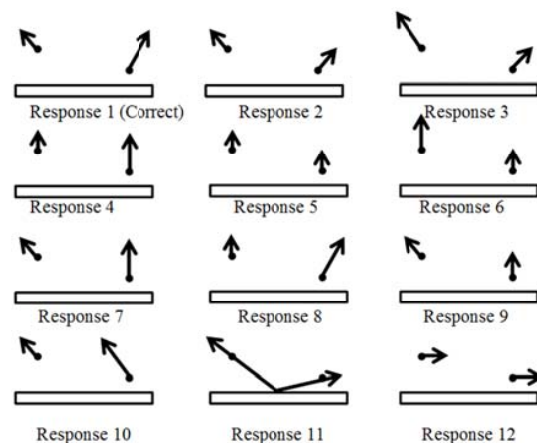 Response 1 (Correct)
Response 2
Response 3
Response 4
Response 5
Response 6
Response 7
Response 8
Response 9
Response 10
Response 11
Response 12